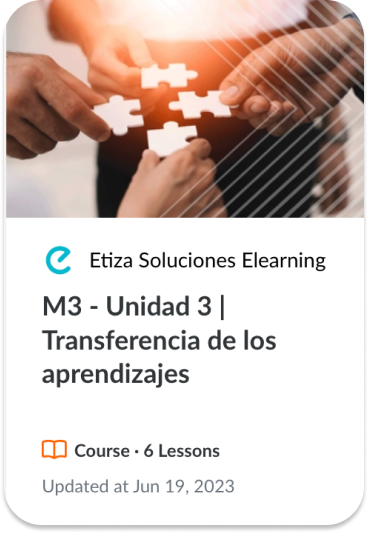 Etiza Soluciones Elearning
M3 - Unidad 3 |
Transferencia de los
aprendizajes
Course · 6 Lessons
Updated at Jun 19, 2023